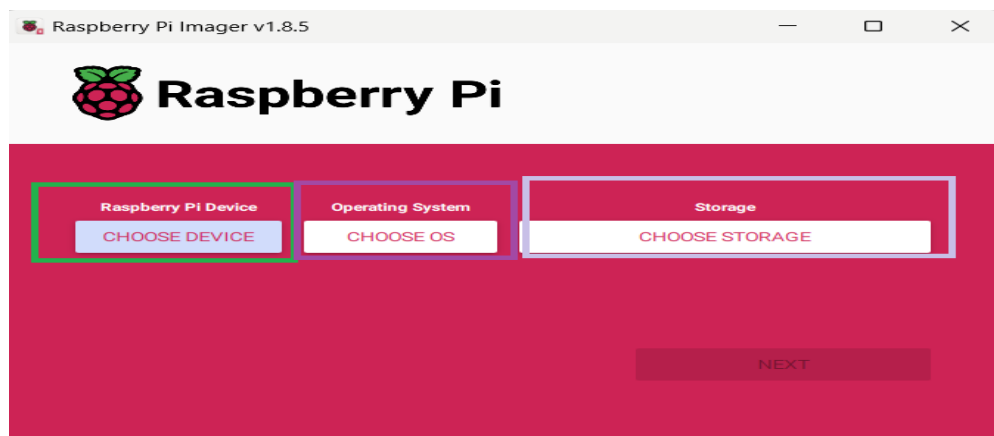 Raspberry Pi Imager v1.8.5
Raspberry Pi
Raspberry Pi Device
Operating System
Storage
CHOOSE DEVICE
CHOOSE OS
CHOOSE STORAGE
NEXT